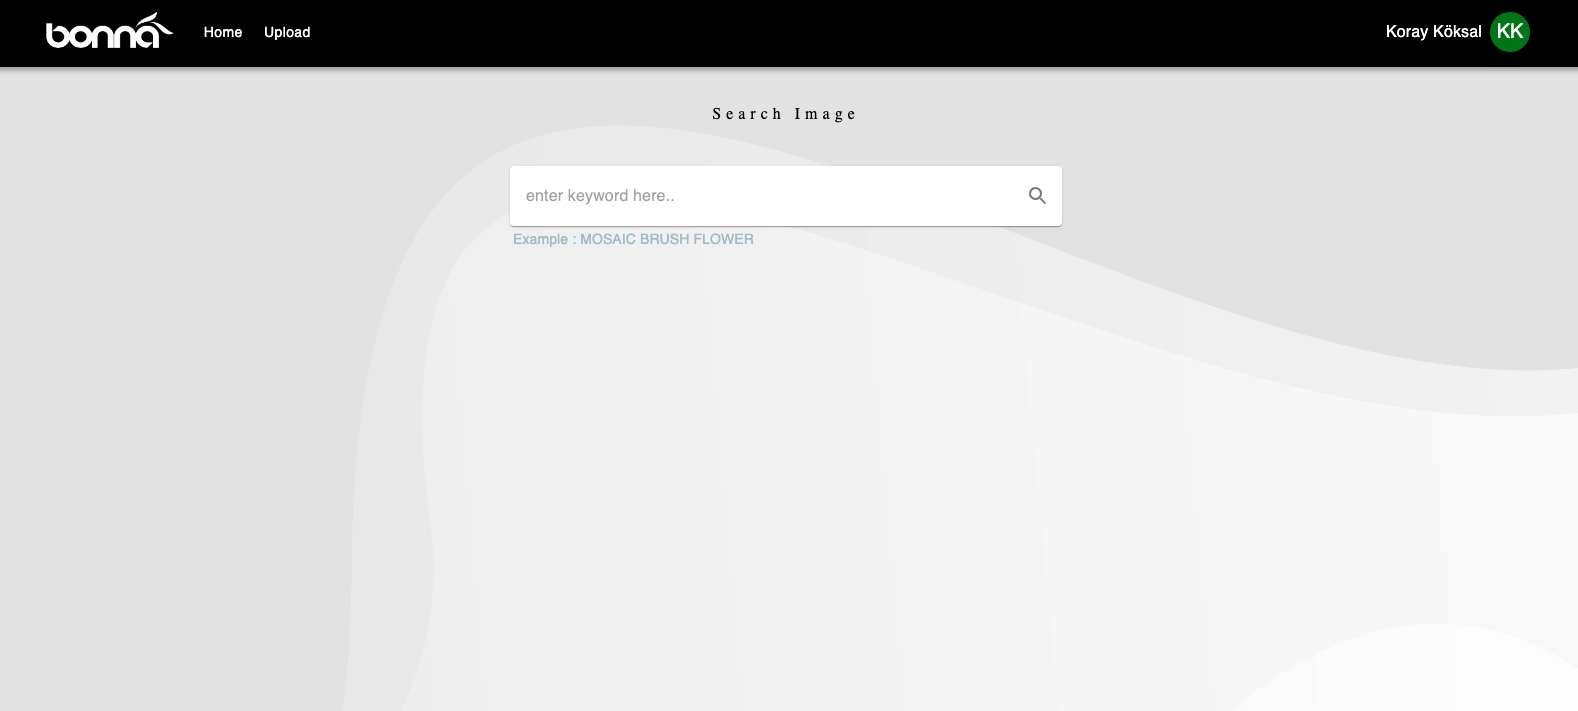 bonna
Home
Upload
Koray Köksal
KK
Search Image
enter keyword here..
Example : MOSAIC BRUSH FLOWER